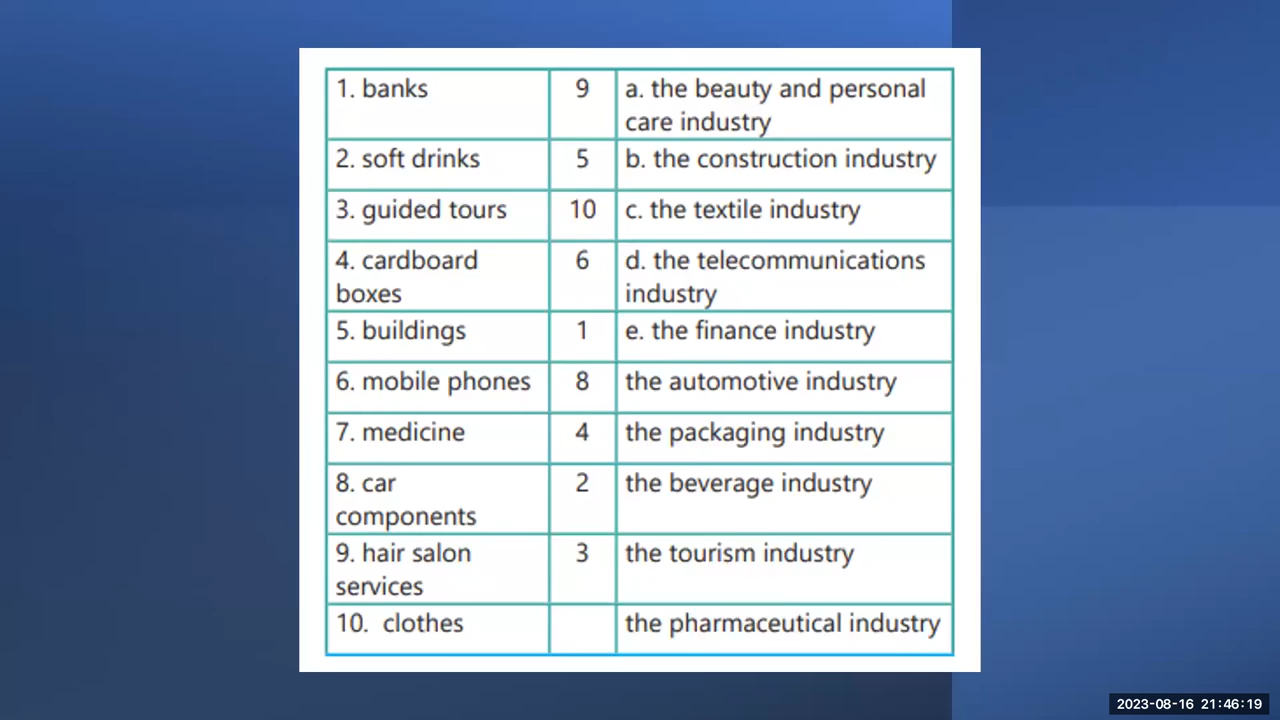 1. banks 9 a. the beauty and personal
care industry
2. soft drinks 5 b. the construction industry
3. guided tours 10 c. the textile industry
4. cardboard 6 d. the telecommunications
boxes industry
5. buildings 1 e. the finance industry
6. mobile phones 8 the automotive industry
7. medicine 4 the packaging industry
8. car 2 the beverage industry
components
9. hair salon 3 the tourism industry
services
10. clothes the pharmaceutical industry
2023-08-16 21:46:19